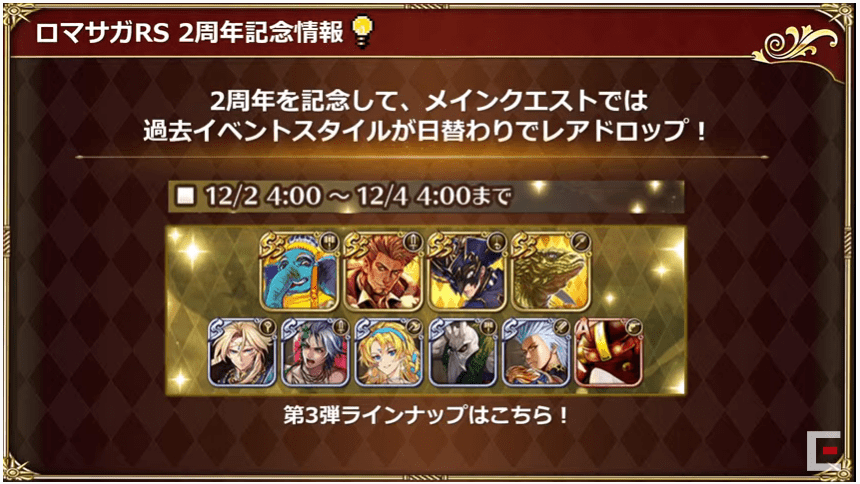 ロマサガRS 2周年記念情報
2周年を記念して、メインクエストでは
過去イベントスタイルが日替わりでレアドロップ！
12/2 4:00 ～ 12/4 4:00まで
SS SS SS SS
S S S S S A
第3弾ラインナップはこちら！